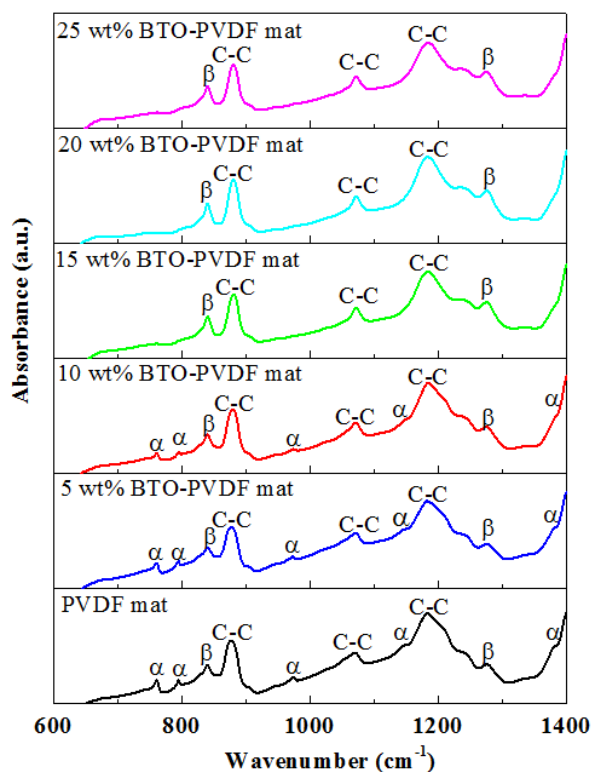 25 wt% BTO-PVDF mat
β C-C C-C C-C β
20 wt% BTO-PVDF mat
β C-C C-C C-C β
15 wt% BTO-PVDF mat
β C-C C-C C-C β
10 wt% BTO-PVDF mat
α α β C-C α C-C α C-C β α
5 wt% BTO-PVDF mat
α α β C-C α C-C α C-C β α
PVDF mat
α α β C-C α C-C α C-C β α
600 800 1000 1200 1400
Wavenumber (cm⁻¹)
Absorbance (a.u.)